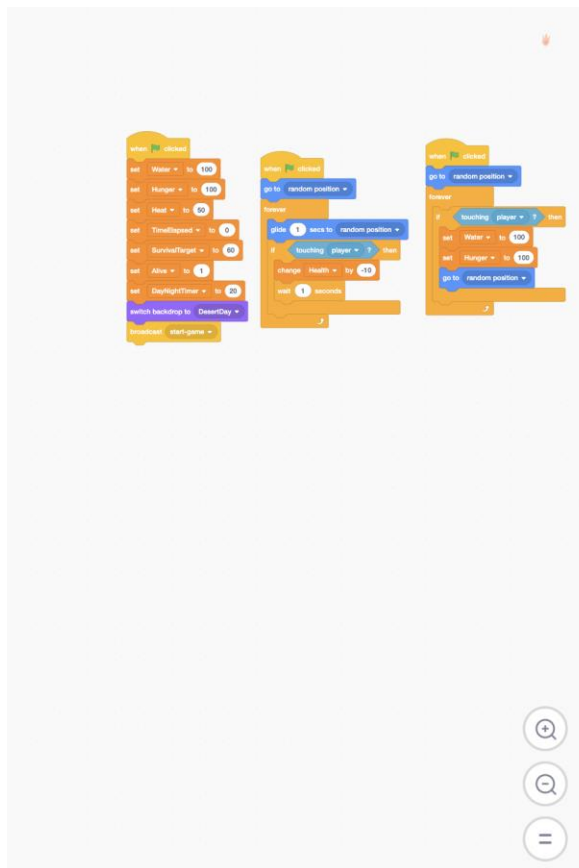 when clicked
set Water to 100
set Hunger to 100
set Heat to 50
set TimeElapsed to 0
set SurvivalTarget to 60
set Alive to 1
set DayNightTimer to 20
switch backdrop to DesertDay
broadcast start-game
when clicked
go to random position
forever
glide 1 secs to random position
if touching player ? then
change Health by -10
wait 1 seconds
when clicked
go to random position
forever
if touching player ? then
set Water to 100
set Hunger to 100
go to random position